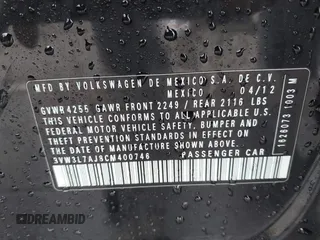 MFD. BY VOLKSWAGEN DE MEXICO S.A. DE C.V.
MEXICO 04/12
GVWR 4255 GAWR FRONT 2249 / REAR 2116 LBS
THIS VEHICLE CONFORMS TO ALL APPLICABLE
FEDERAL MOTOR VEHICLE SAFETY, BUMPER AND
THEFT PREVENTION STANDARDS IN EFFECT ON
THE DATE OF MANUFACTURE SHOWN ABOVE.
3VW3L7AJ8CM400746 PASSENGER CAR
1628073 1003 M
DREAMBID